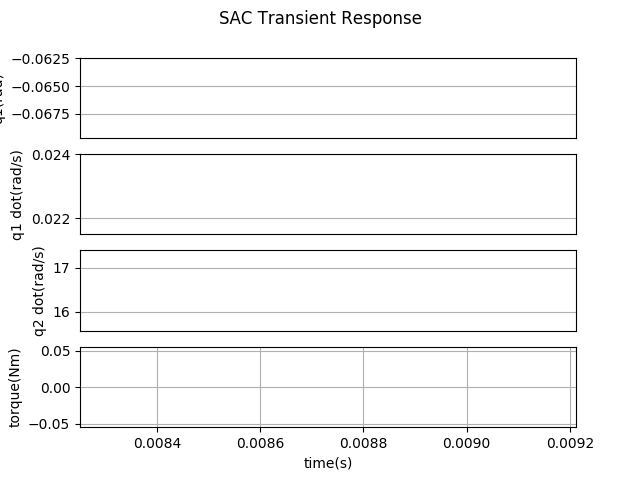 SAC Transient Response
−0.0625
−0.0650
−0.0675
q1(rad)
0.024
0.022
q1 dot(rad/s)
17
16
q2 dot(rad/s)
0.05
0.00
−0.05
torque(Nm)
0.0084 0.0086 0.0088 0.0090 0.0092
time(s)